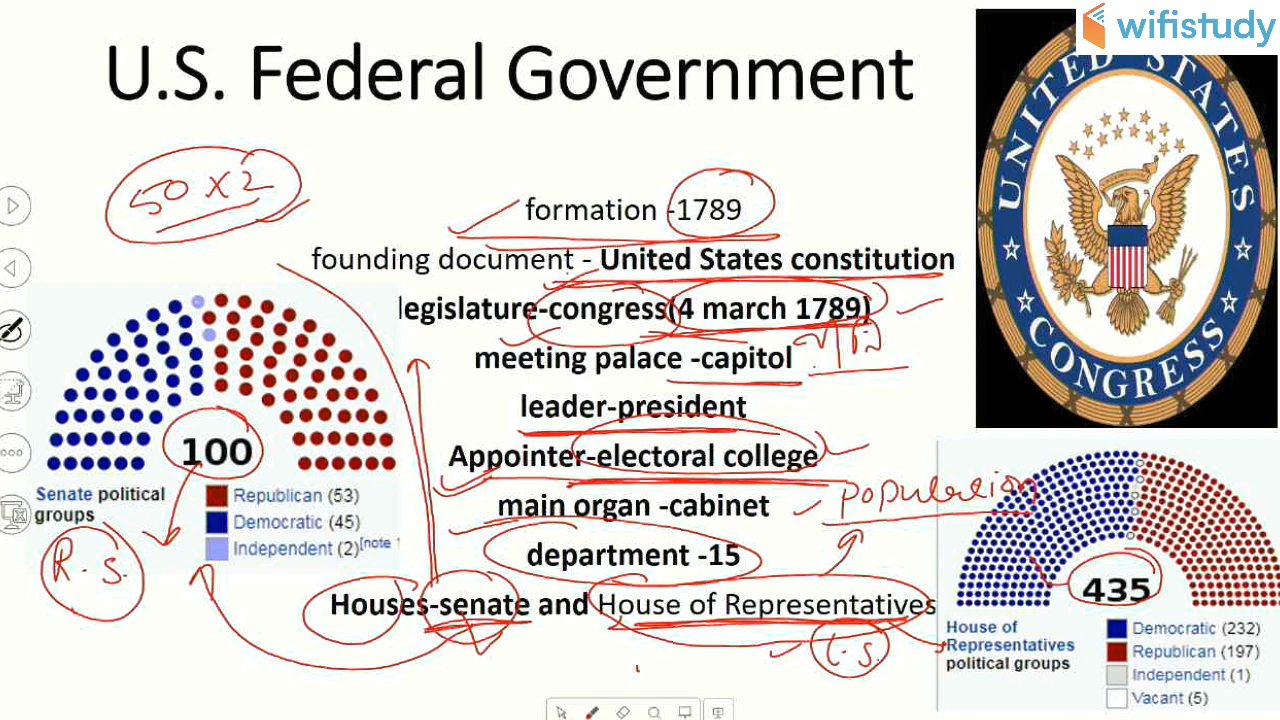 wifistudy
U.S. Federal Government
UNITED STATES
CONGRESS
50 x 2
formation -1789
founding document - United States constitution
legislature-congress(4 march 1789)
meeting palace -capitol
leader-president
Appointer-electoral college
main organ -cabinet
population
department -15
Houses-senate and House of Representatives
100
Senate political
groups
Republican (53)
Democratic (45)
Independent (2)[note
R.S.
L.S.
435
House of
Representatives
political groups
Democratic (232)
Republican (197)
Independent (1)
Vacant (5)